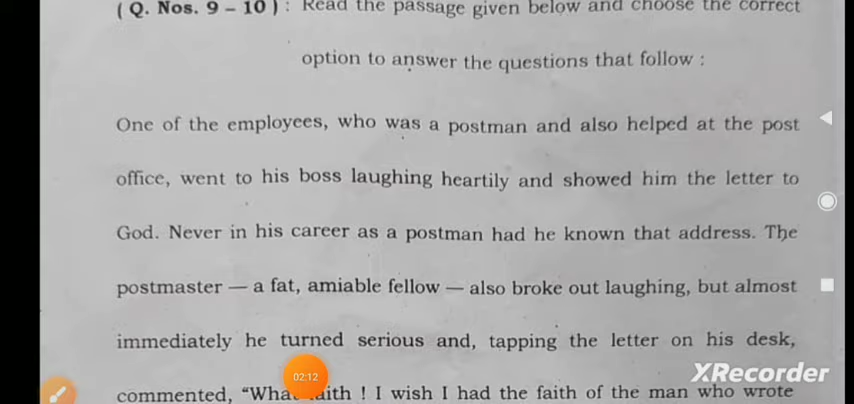 ( Q. Nos. 9 – 10 ) : Read the passage given below and choose the correct
option to answer the questions that follow :
One of the employees, who was a postman and also helped at the post
office, went to his boss laughing heartily and showed him the letter to
God. Never in his career as a postman had he known that address. The
postmaster — a fat, amiable fellow — also broke out laughing, but almost
immediately he turned serious and, tapping the letter on his desk,
XRecorder
commented, “What faith ! I wish I had the faith of the man who wrote
02:12